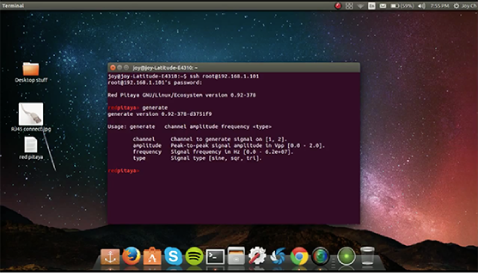 Terminal
(59%)
7:55 PM
Joy Ch
Desktop stuff
RJ45 connect.jpg
red pitaya
joy@joy-Latitude-E4310: ~
joy@joy-Latitude-E4310:~$ ssh root@192.168.1.101
root@192.168.1.101's password:
Red Pitaya GNU/Linux/Ecosystem version 0.92-378
redpitaya> generate
generate version 0.92-378-d3751f9
Usage: generate channel amplitude frequency <type>
channel Channel to generate signal on [1, 2].
amplitude Peak-to-peak signal amplitude in Vpp [0.0 - 2.0].
frequency Signal frequency in Hz [0.0 - 6.2e+07].
type Signal type [sine, sqr, tri].
redpitaya>